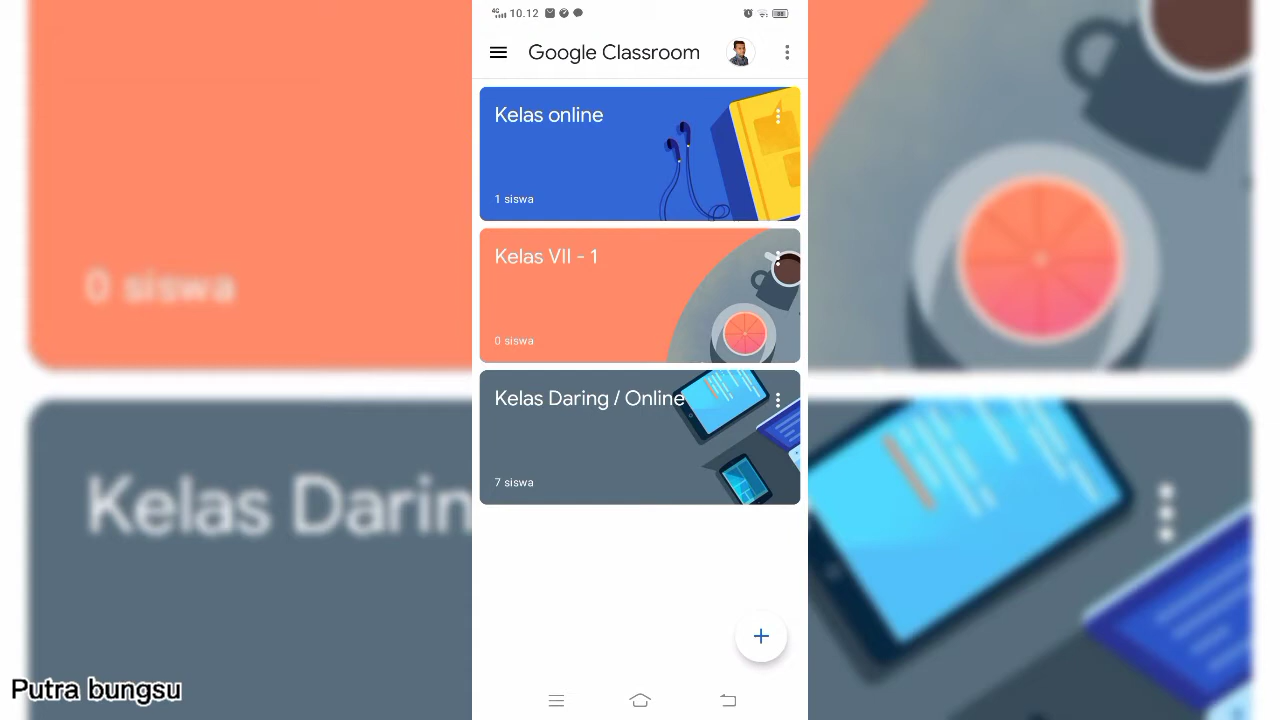 4G 10.12
Google Classroom
Kelas online
1 siswa
Kelas VII - 1
0 siswa
Kelas Daring / Online
7 siswa
0 siswa
Kelas Darin
Putra bungsu